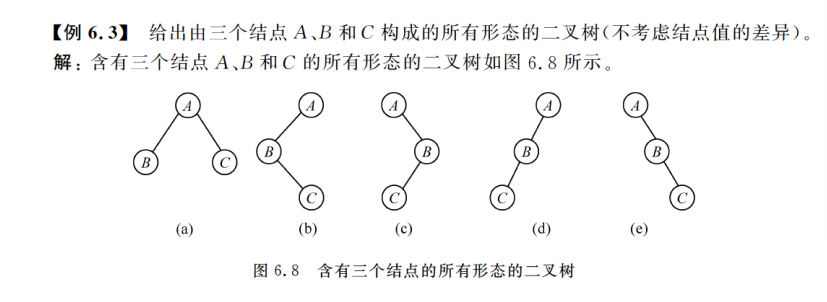 【例 6.3】 给出由三个结点 A、B 和 C 构成的所有形态的二叉树(不考虑结点值的差异)。
解: 含有三个结点 A、B 和 C 的所有形态的二叉树如图 6.8 所示。
A A A A A
B C B B B B
C C C C
(a) (b) (c) (d) (e)
图 6.8 含有三个结点的所有形态的二叉树